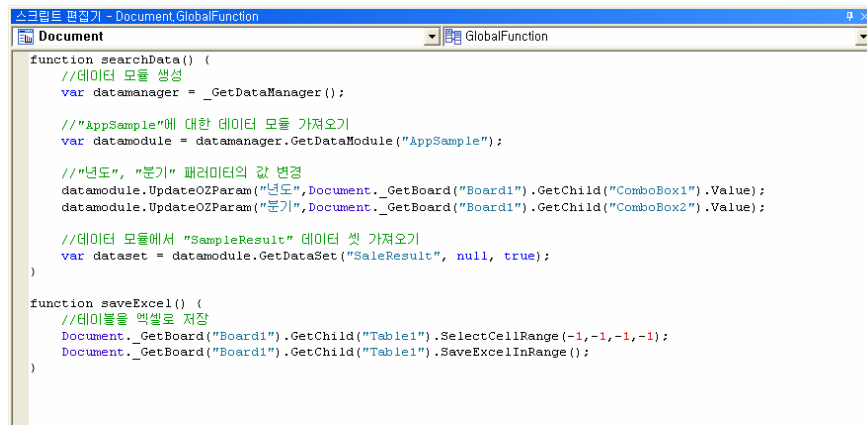 스크립트 편집기 - Document,GlobalFunction
Document
GlobalFunction
function searchData() {
//데이터 모듈 생성
var datamanager = _GetDataManager();
//"AppSample"에 대한 데이터 모듈 가져오기
var datamodule = datamanager.GetDataModule("AppSample");
//"년도", "분기" 패러미터의 값 변경
datamodule.UpdateOZParam("년도",Document._GetBoard("Board1").GetChild("ComboBox1").Value);
datamodule.UpdateOZParam("분기",Document._GetBoard("Board1").GetChild("ComboBox2").Value);
//데이터 모듈에서 "SampleResult" 데이터 셋 가져오기
var dataset = datamodule.GetDataSet("SaleResult", null, true);
}
function saveExcel() {
//테이블을 엑셀로 저장
Document._GetBoard("Board1").GetChild("Table1").SelectCellRange(-1,-1,-1,-1);
Document._GetBoard("Board1").GetChild("Table1").SaveExcelInRange();
}